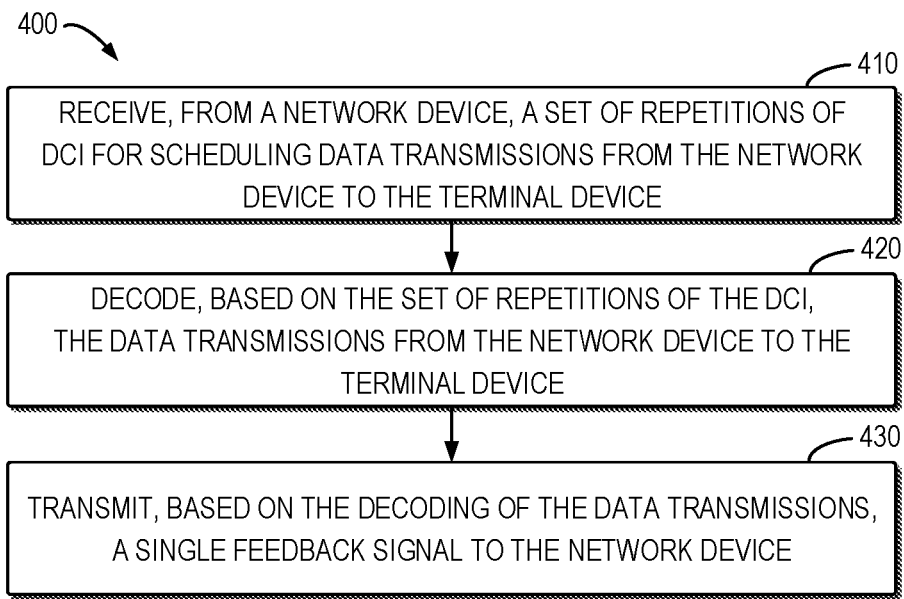 400
410
RECEIVE, FROM A NETWORK DEVICE, A SET OF REPETITIONS OF
DCI FOR SCHEDULING DATA TRANSMISSIONS FROM THE NETWORK
DEVICE TO THE TERMINAL DEVICE
420
DECODE, BASED ON THE SET OF REPETITIONS OF THE DCI,
THE DATA TRANSMISSIONS FROM THE NETWORK DEVICE TO THE
TERMINAL DEVICE
430
TRANSMIT, BASED ON THE DECODING OF THE DATA TRANSMISSIONS,
A SINGLE FEEDBACK SIGNAL TO THE NETWORK DEVICE